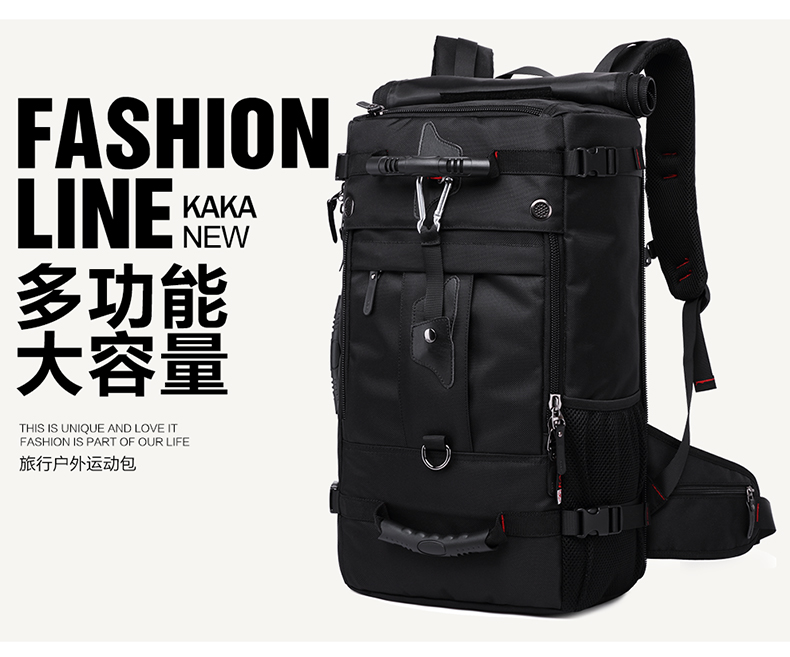 FASHION
LINE KAKA
NEW
多功能
大容量
THIS IS UNIQUE AND LOVE IT
FASHION IS PART OF OUR LIFE
旅行户外运动包